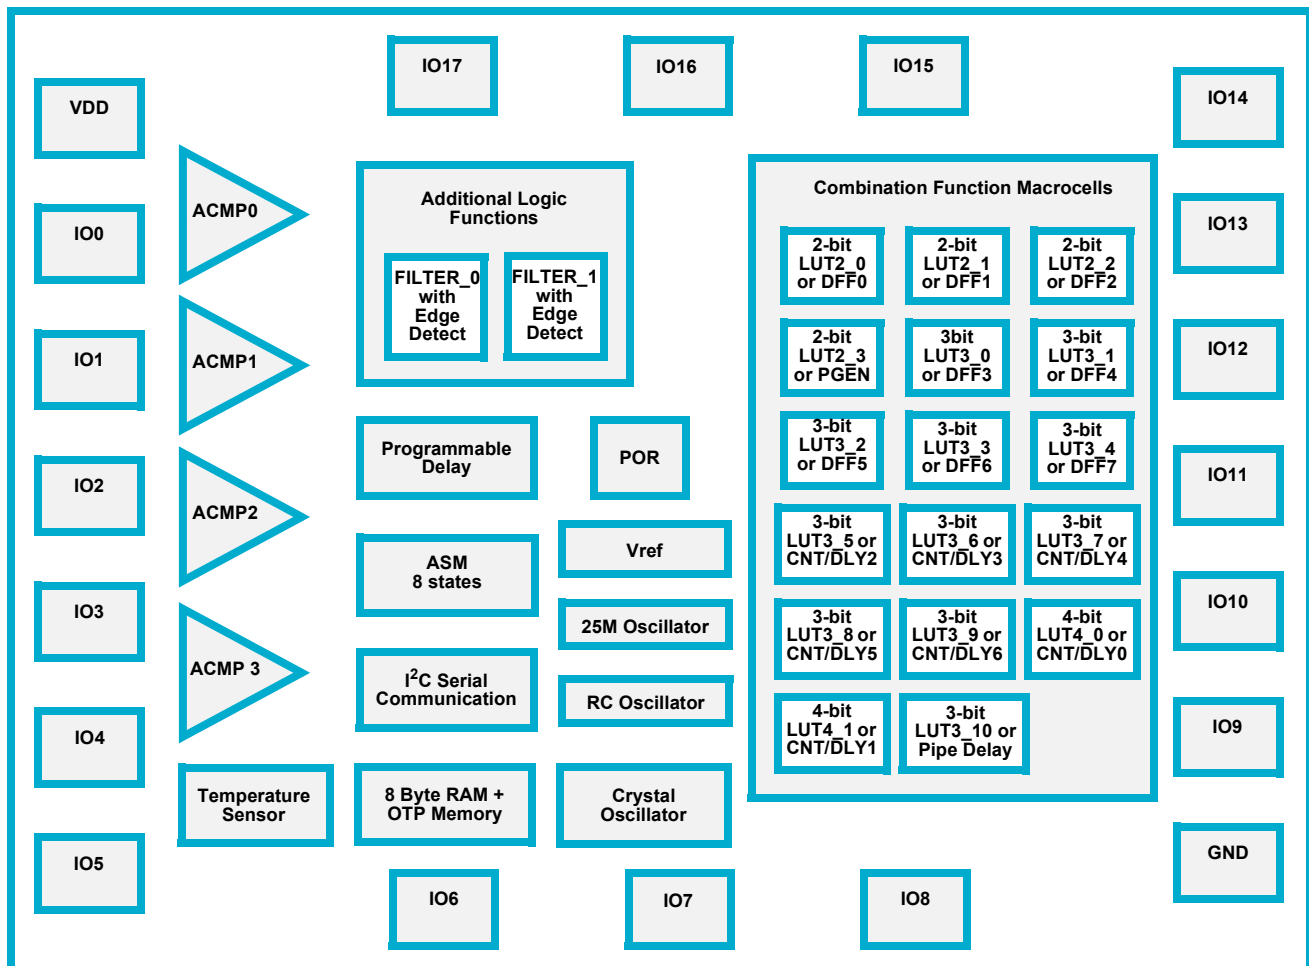 IO17
IO16
IO15
IO14
VDD
ACMP0
Additional Logic
Functions
FILTER_0
with
Edge
Detect
FILTER_1
with
Edge
Detect
Combination Function Macrocells
2-bit
LUT2_0
or DFF0
2-bit
LUT2_1
or DFF1
2-bit
LUT2_2
or DFF2
2-bit
LUT2_3
or PGEN
3bit
LUT3_0
or DFF3
3-bit
LUT3_1
or DFF4
3-bit
LUT3_2
or DFF5
3-bit
LUT3_3
or DFF6
3-bit
LUT3_4
or DFF7
3-bit
LUT3_5 or
CNT/DLY2
3-bit
LUT3_6 or
CNT/DLY3
3-bit
LUT3_7 or
CNT/DLY4
3-bit
LUT3_8 or
CNT/DLY5
3-bit
LUT3_9 or
CNT/DLY6
4-bit
LUT4_0 or
CNT/DLY0
4-bit
LUT4_1 or
CNT/DLY1
3-bit
LUT3_10 or
Pipe Delay
IO13
IO0
IO1
ACMP1
IO12
Programmable
Delay
POR
IO2
ACMP2
IO11
Vref
ASM
8 states
IO3
25M Oscillator
IO10
ACMP 3
I²C Serial
Communication
RC Oscillator
IO4
IO9
Temperature
Sensor
8 Byte RAM +
OTP Memory
Crystal
Oscillator
IO5
GND
IO6
IO7
IO8